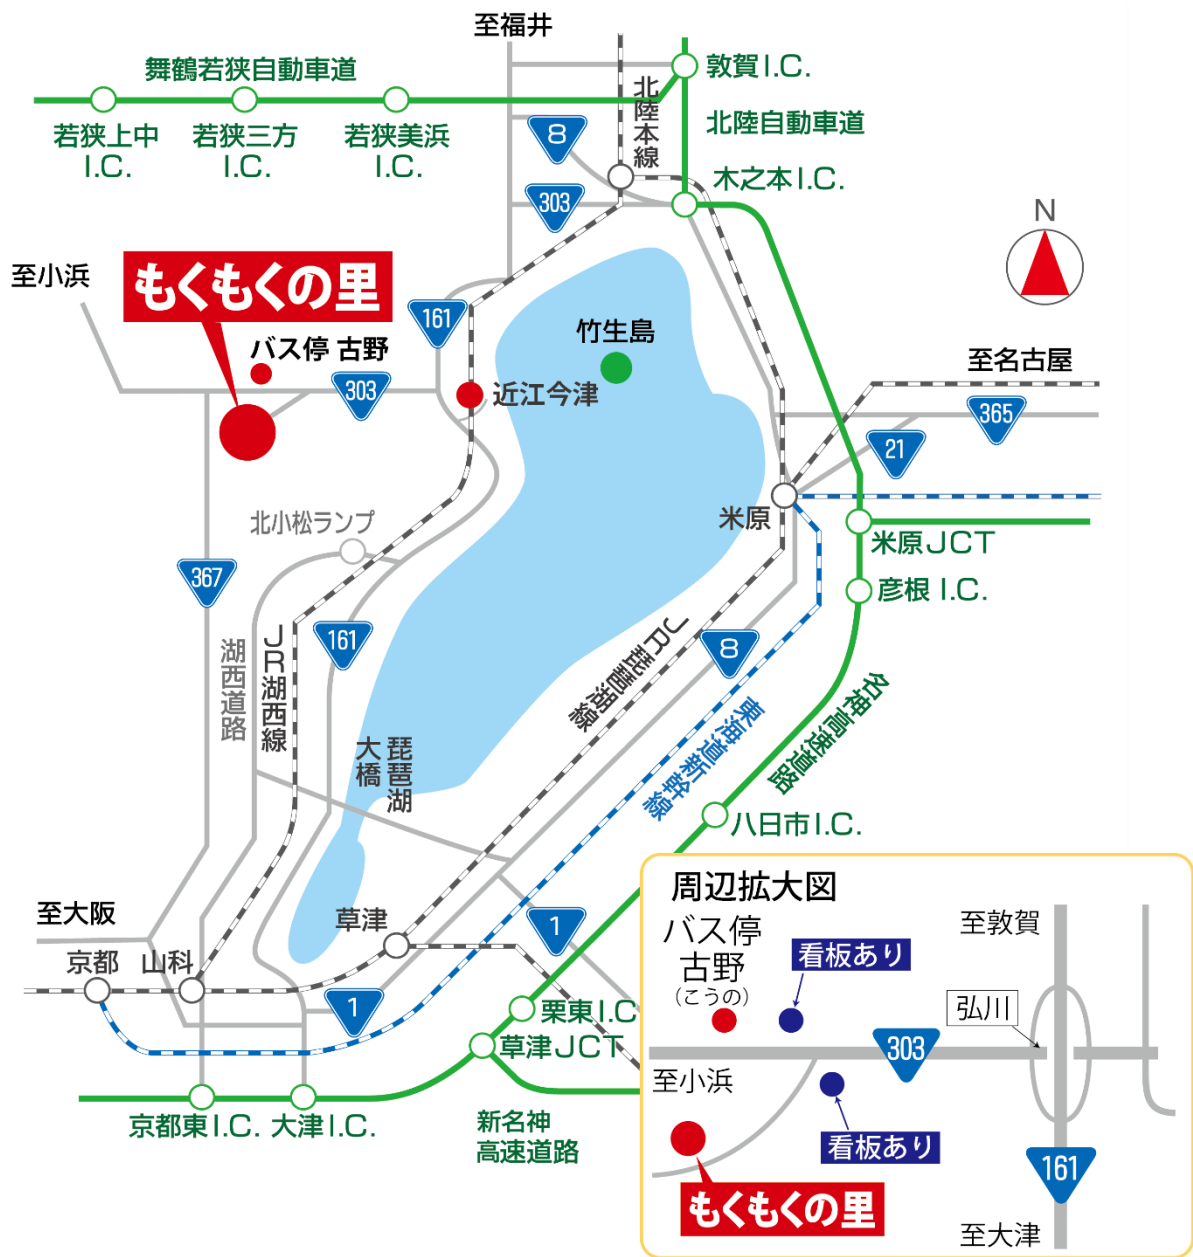 至福井
舞鶴若狭自動車道
敦賀I.C.
北陸本線
北陸自動車道
若狭上中
I.C.
若狭三方
I.C.
若狭美浜
I.C.
8
木之本I.C.
303
N
至小浜
もくもくの里
161
竹生島
バス停 古野
至名古屋
303
近江今津
365
21
米原
北小松ランプ
米原JCT
367
彦根 I.C.
161
8
湖西道路
JR湖西線
JR琵琶湖線
名神高速道路
東海道新幹線
琵琶湖
大橋
八日市I.C.
至大阪
草津
1
京都
山科
1
栗東I.C
草津JCT
京都東I.C.
大津I.C.
新名神
高速道路
周辺拡大図
バス停
古野
(こうの)
看板あり
至敦賀
弘川
303
至小浜
看板あり
161
もくもくの里
至大津